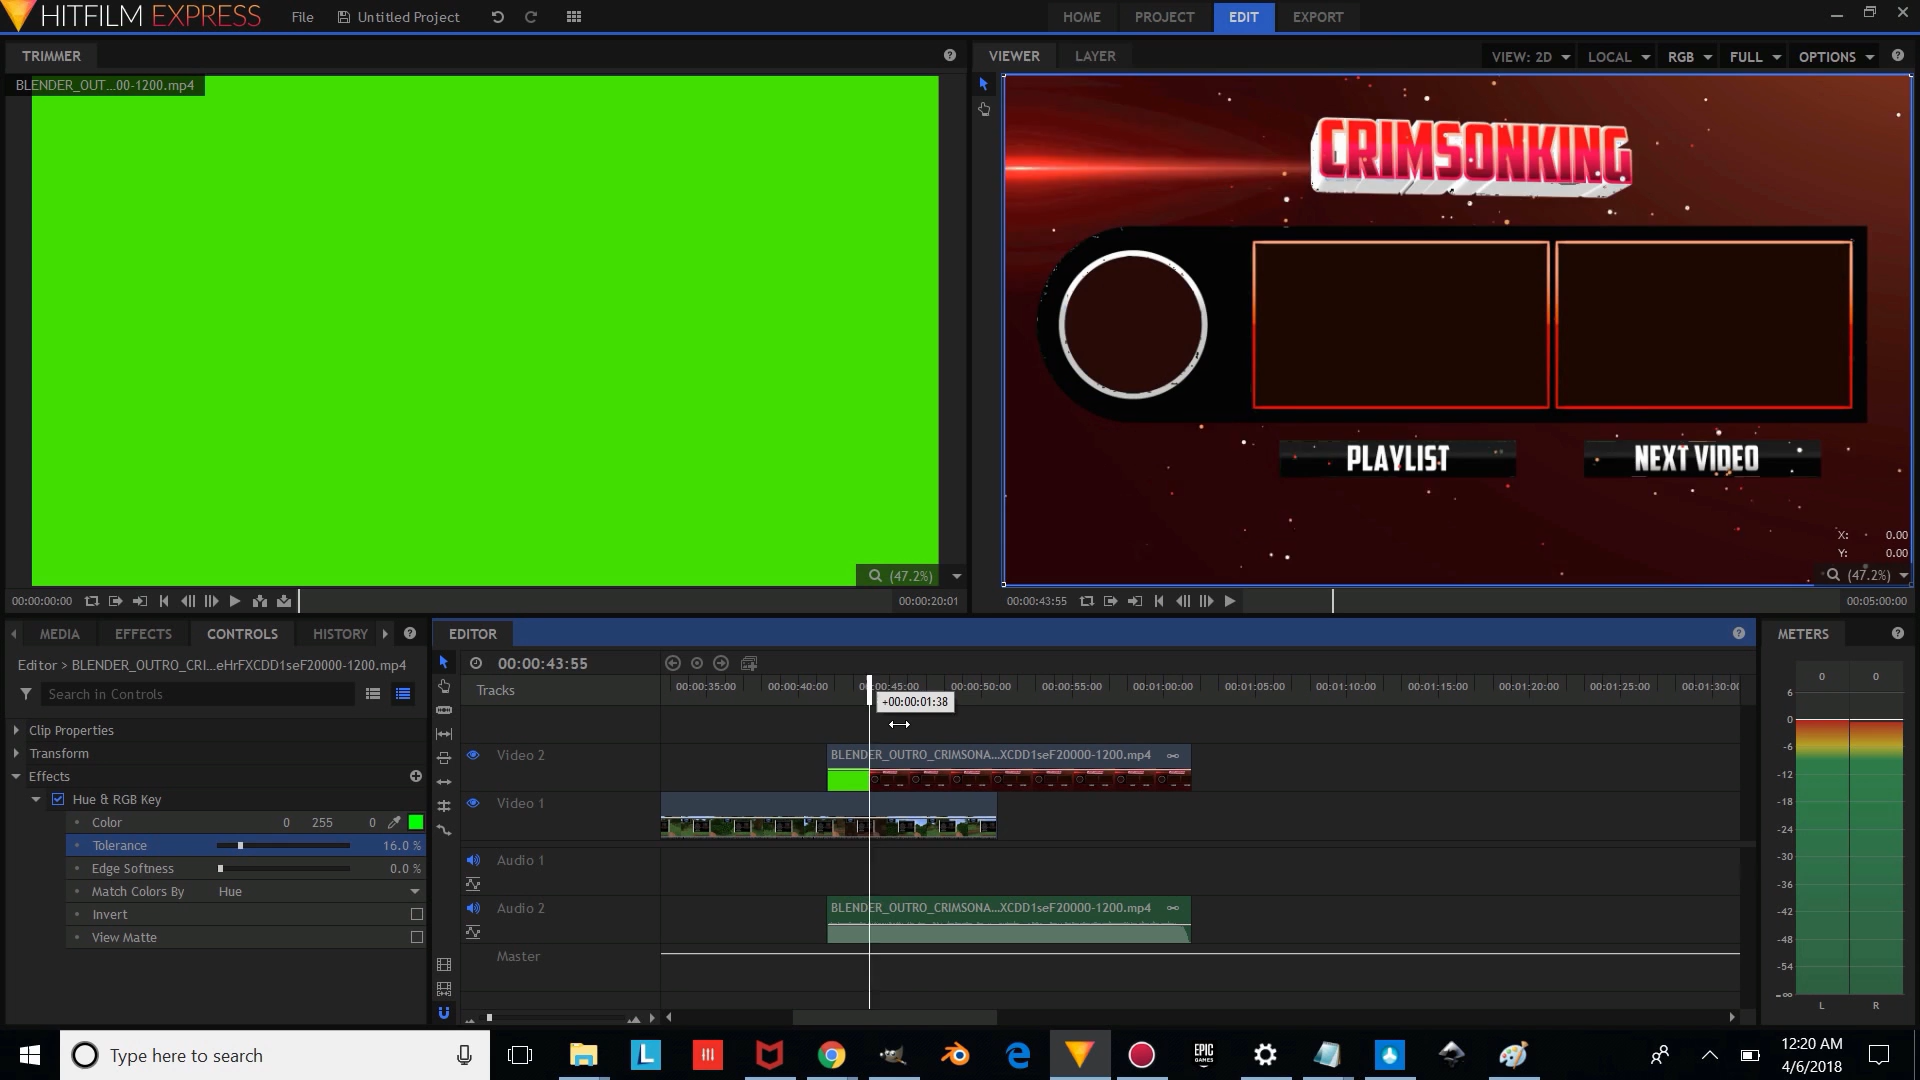 HITFILM EXPRESS
File
Untitled Project
HOME
PROJECT
EDIT
EXPORT
TRIMMER
BLENDER_OUT...00-1200.mp4
(47.2%)
00:00:00:00
00:00:20:01
VIEWER
LAYER
VIEW: 2D
LOCAL
RGB
FULL
OPTIONS
CRIMSONKING
PLAYLIST
NEXT VIDEO
X: 0.00
Y: 0.00
(47.2%)
00:00:43:55
00:05:00:00
MEDIA
EFFECTS
CONTROLS
HISTORY
Editor > BLENDER_OUTRO_CRI...eHrFXCDD1seF20000-1200.mp4
Search in Controls
Clip Properties
Transform
Effects
Hue & RGB Key
Color 0 255 0
Tolerance 16.0 %
Edge Softness 0.0 %
Match Colors By Hue
Invert
View Matte
EDITOR
00:00:43:55
Tracks
00:00:35:00 00:00:40:00 00:00:45:00 00:00:50:00 00:00:55:00 00:01:00:00 00:01:05:00 00:01:10:00 00:01:15:00 00:01:20:00 00:01:25:00 00:01:30:00
+00:00:01:38
Video 2
BLENDER_OUTRO_CRIMSONA...XCDD1seF20000-1200.mp4
Video 1
Audio 1
Audio 2
BLENDER_OUTRO_CRIMSONA...XCDD1seF20000-1200.mp4
Master
METERS
0 0
6
0
-6
-12
-18
-24
-30
-36
-42
-48
-54
-∞
L R
Type here to search
L
EPIC
GAMES
12:20 AM
4/6/2018